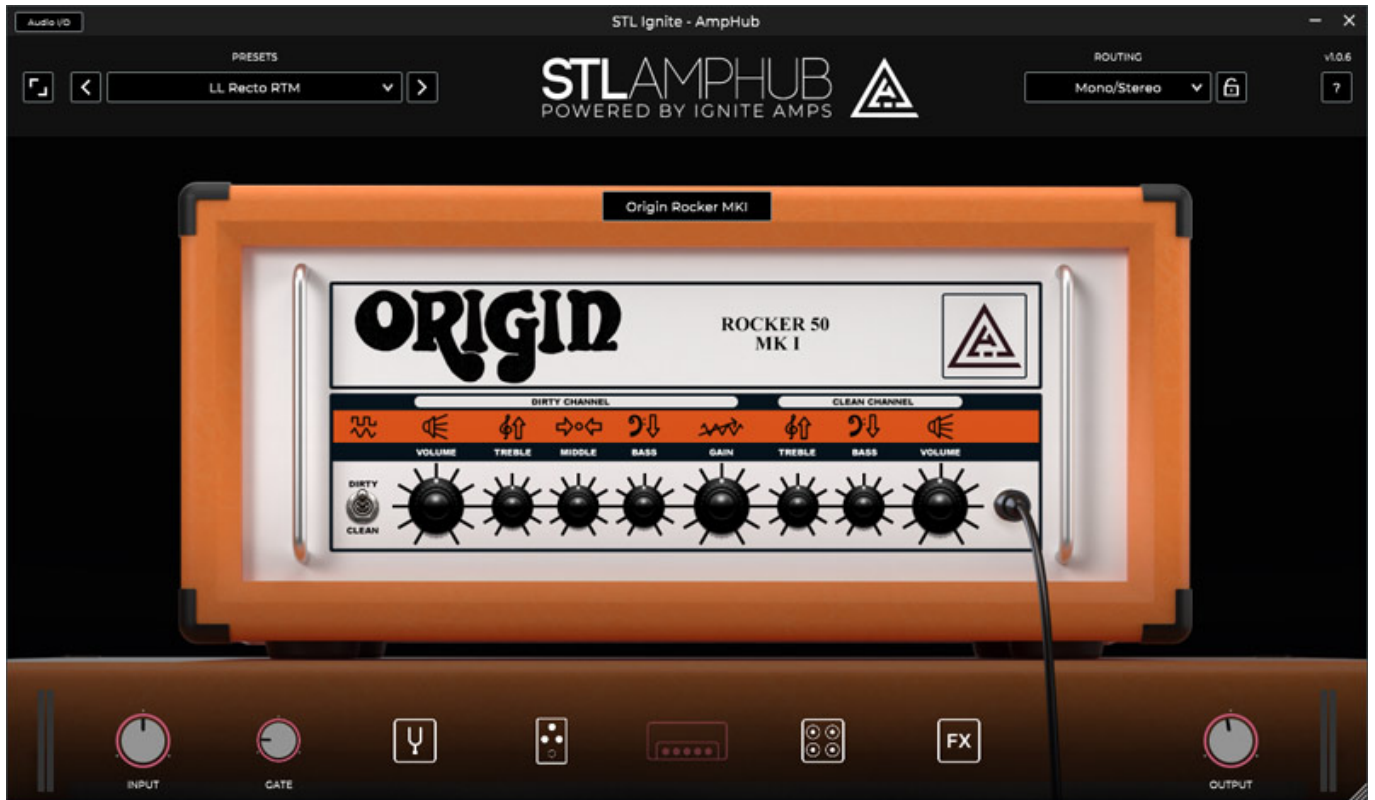 Audio I/O
STL Ignite - AmpHub
PRESETS
LL Recto RTM
STLAMPHUB
POWERED BY IGNITE AMPS
ROUTING
Mono/Stereo
v1.0.6
?
Origin Rocker MKI
ORIGIN
ROCKER 50
MK I
DIRTY CHANNEL
CLEAN CHANNEL
VOLUME TREBLE MIDDLE BASS GAIN TREBLE BASS VOLUME
DIRTY
CLEAN
FX
INPUT
GATE
OUTPUT